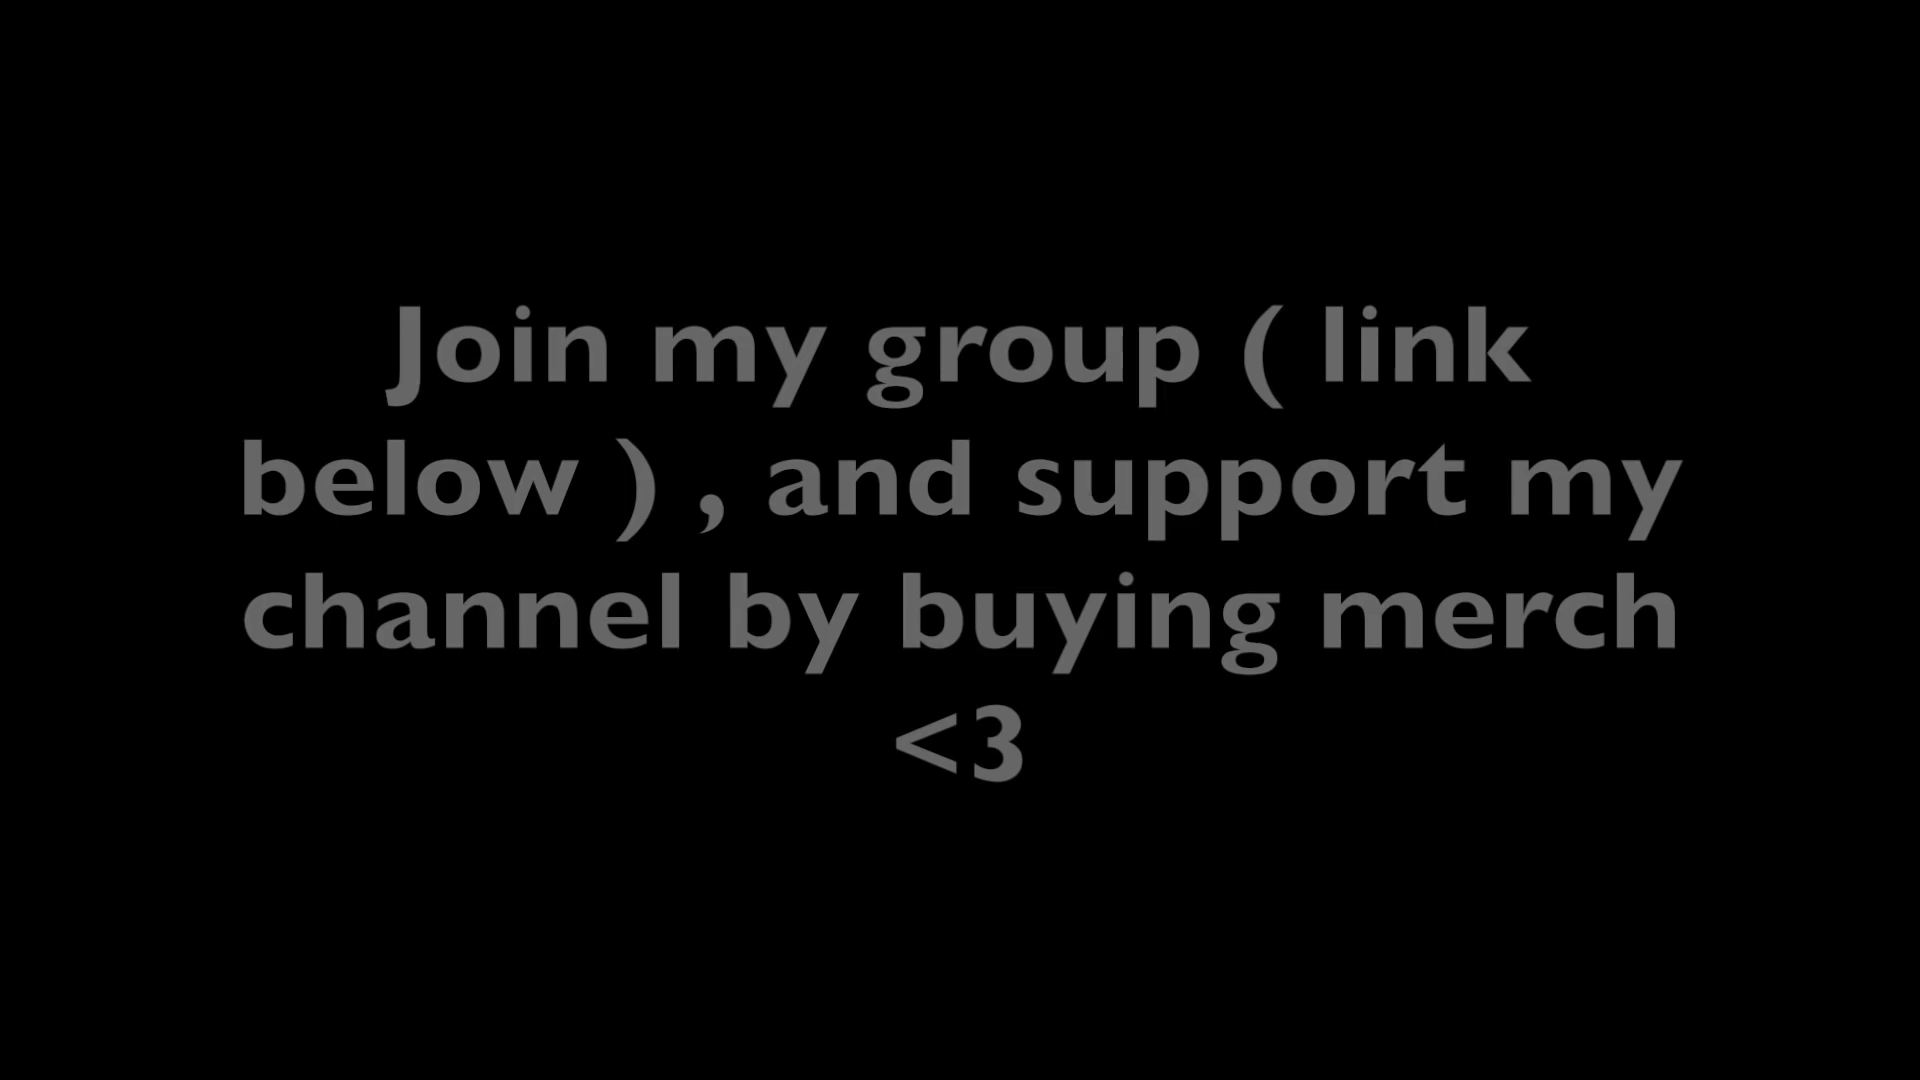 Join my group ( link
below ) , and support my
channel by buying merch
<3